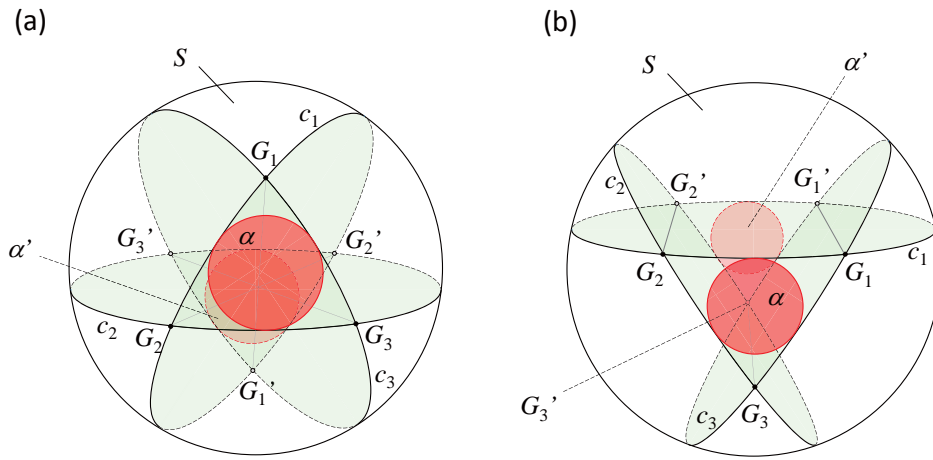 (a)
S
c₁
G₁
α
G₃'
G₂'
α'
c₂
G₂
G₃
G₁'
c₃
(b)
S
α'
c₂
G₂'
G₁'
G₂
G₁
c₁
α
G₃'
c₃
G₃